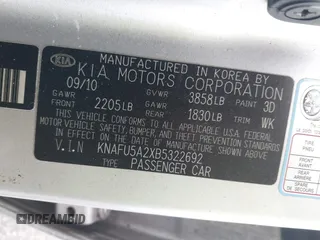 MANUFACTURED IN KOREA BY
KIA KIA MOTORS CORPORATION
09/10 GVWR 3858LB PAINT 3D
GAWR FRONT 2205LB GAWR REAR 1830LB TRIM WK
THIS VEHICLE CONFORMS TO ALL APPLICABLE
FEDERAL MOTOR VEHICLE SAFETY
BUMPER, AND THEFT PREVENTION STANDARDS
IN EFFECT ON THE DATE OF
MANUFACTURE SHOWN ABOVE.
V.I.N KNAFU5A2XB5322692
TYPE: PASSENGER CAR
AUTOBIDMASTER